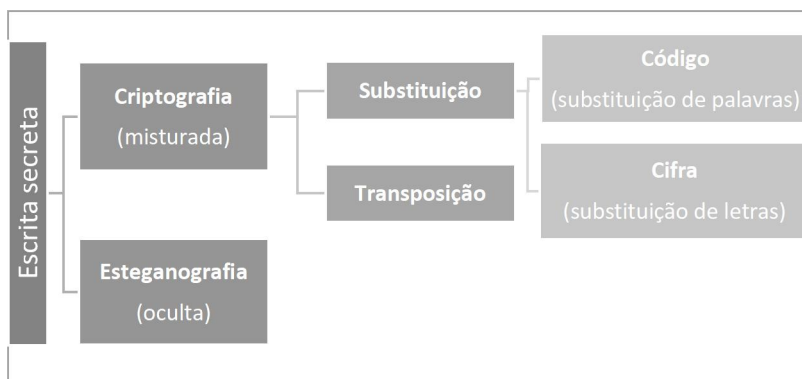 Escrita secreta
Criptografia
(misturada)
Esteganografia
(oculta)
Substituição
Transposição
Código
(substituição de palavras)
Cifra
(substituição de letras)